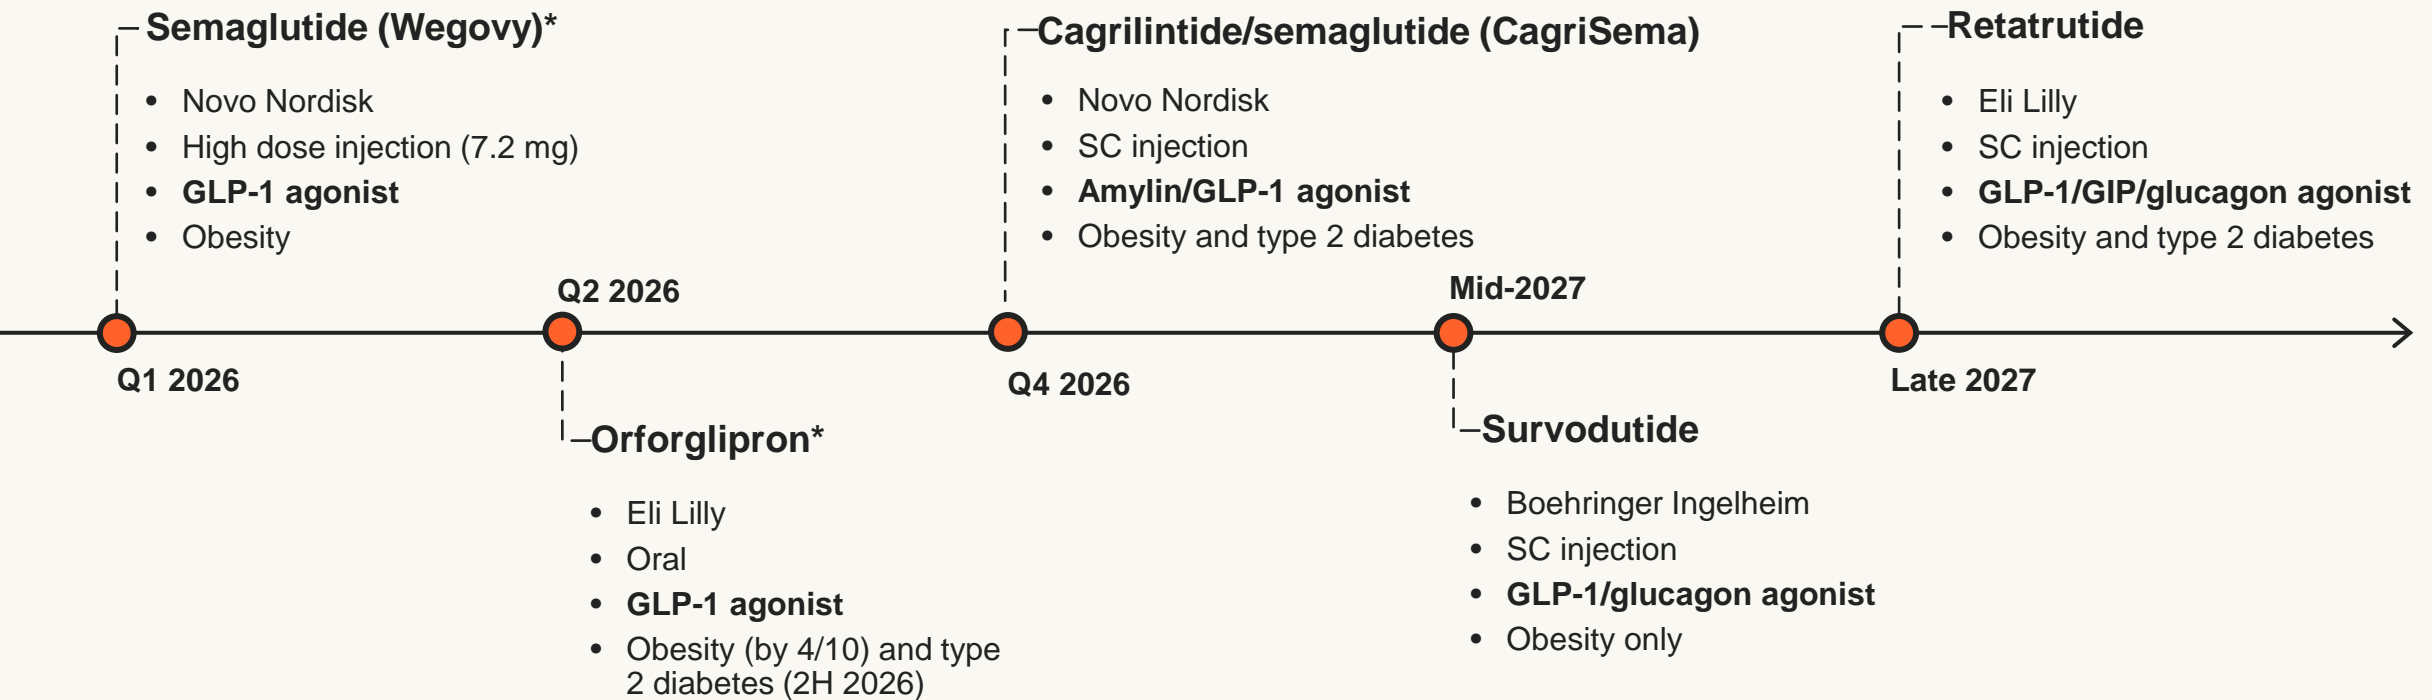 Semaglutide (Wegovy)*
• Novo Nordisk
• High dose injection (7.2 mg)
• GLP-1 agonist
• Obesity
Q1 2026
Q2 2026
Orforglipron*
• Eli Lilly
• Oral
• GLP-1 agonist
• Obesity (by 4/10) and type
2 diabetes (2H 2026)
Cagrilintide/semaglutide (CagriSema)
• Novo Nordisk
• SC injection
• Amylin/GLP-1 agonist
• Obesity and type 2 diabetes
Q4 2026
Mid-2027
Survodutide
• Boehringer Ingelheim
• SC injection
• GLP-1/glucagon agonist
• Obesity only
Retatrutide
• Eli Lilly
• SC injection
• GLP-1/GIP/glucagon agonist
• Obesity and type 2 diabetes
Late 2027